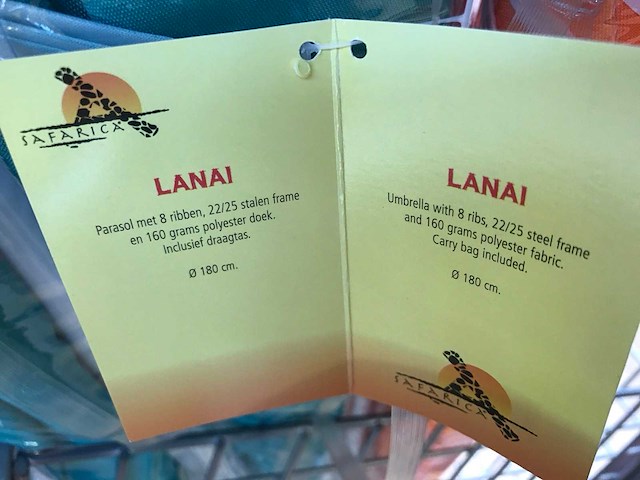 SAFARICA
LANAI
Parasol met 8 ribben, 22/25 stalen frame
en 160 grams polyester doek.
Inclusief draagtas.
Ø 180 cm.
LANAI
Umbrella with 8 ribs, 22/25 steel frame
and 160 grams polyester fabric.
Carry bag included.
Ø 180 cm.
SAFARICA